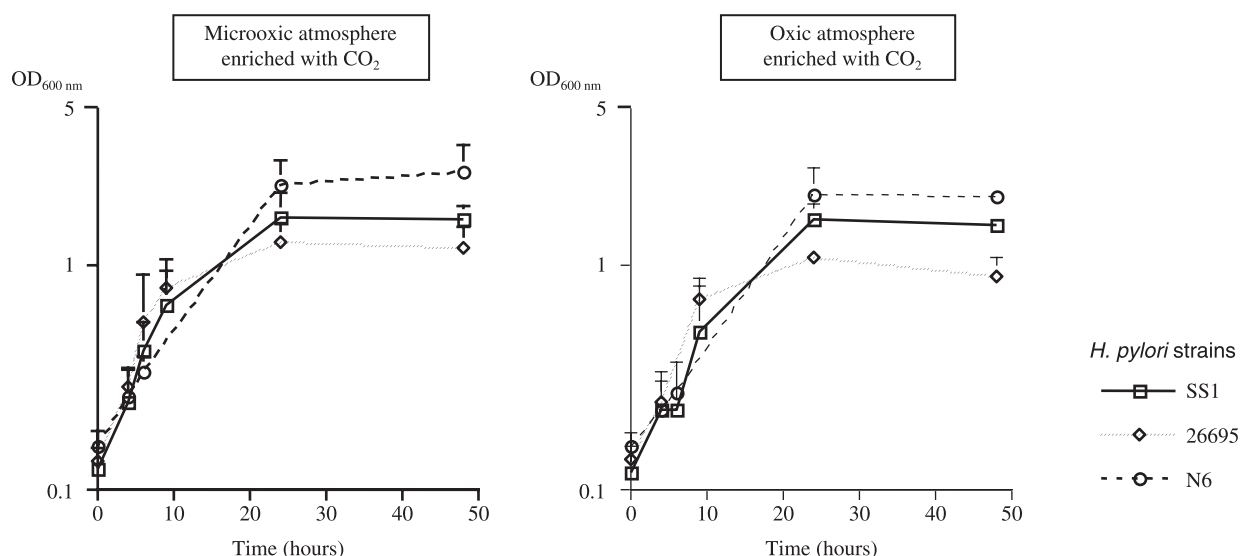 Microoxic atmosphere
enriched with CO₂
OD₆₀₀ ₙₘ
5
1
0.1
0
10
20
30
40
50
Time (hours)
Oxic atmosphere
enriched with CO₂
OD₆₀₀ ₙₘ
5
1
0.1
0
10
20
30
40
50
Time (hours)
H. pylori strains
SS1
26695
N6